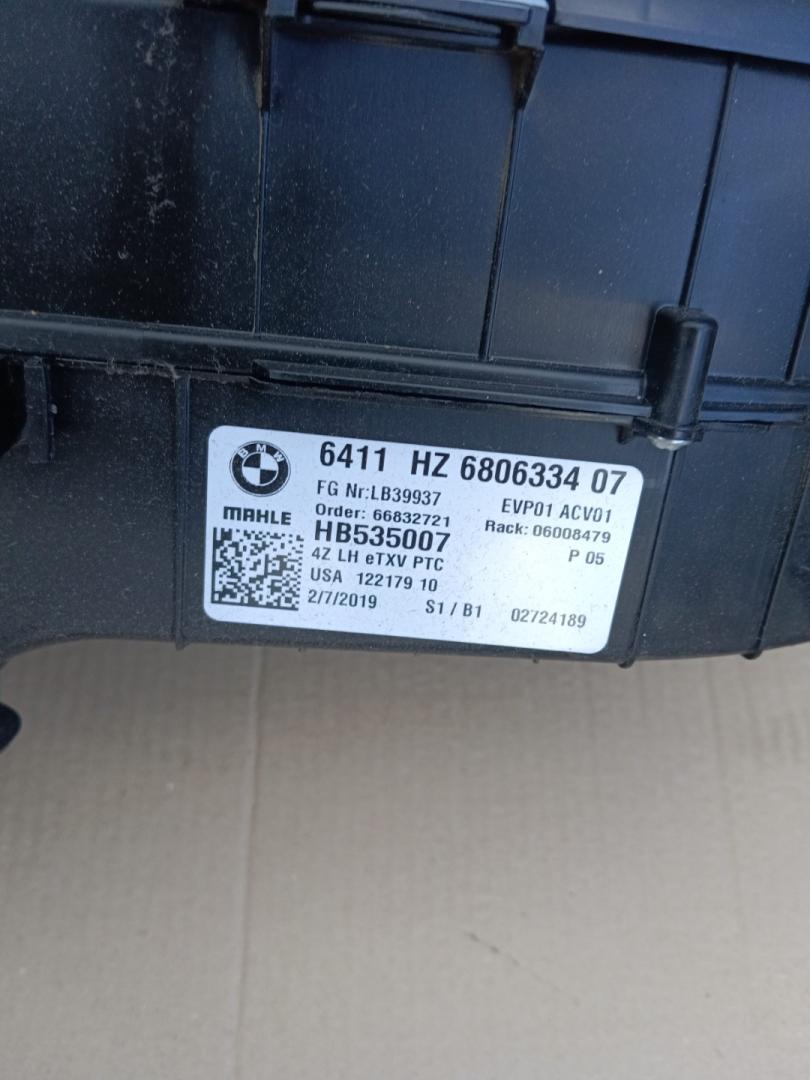 BMW
6411 HZ 6806334 07
FG Nr:LB39937
EVP01 ACV01
MAHLE
Order: 66832721
Rack: 06008479
HB535007
P 05
4Z LH eTXV PTC
USA 122179 10
2/7/2019 S1 / B1 02724189